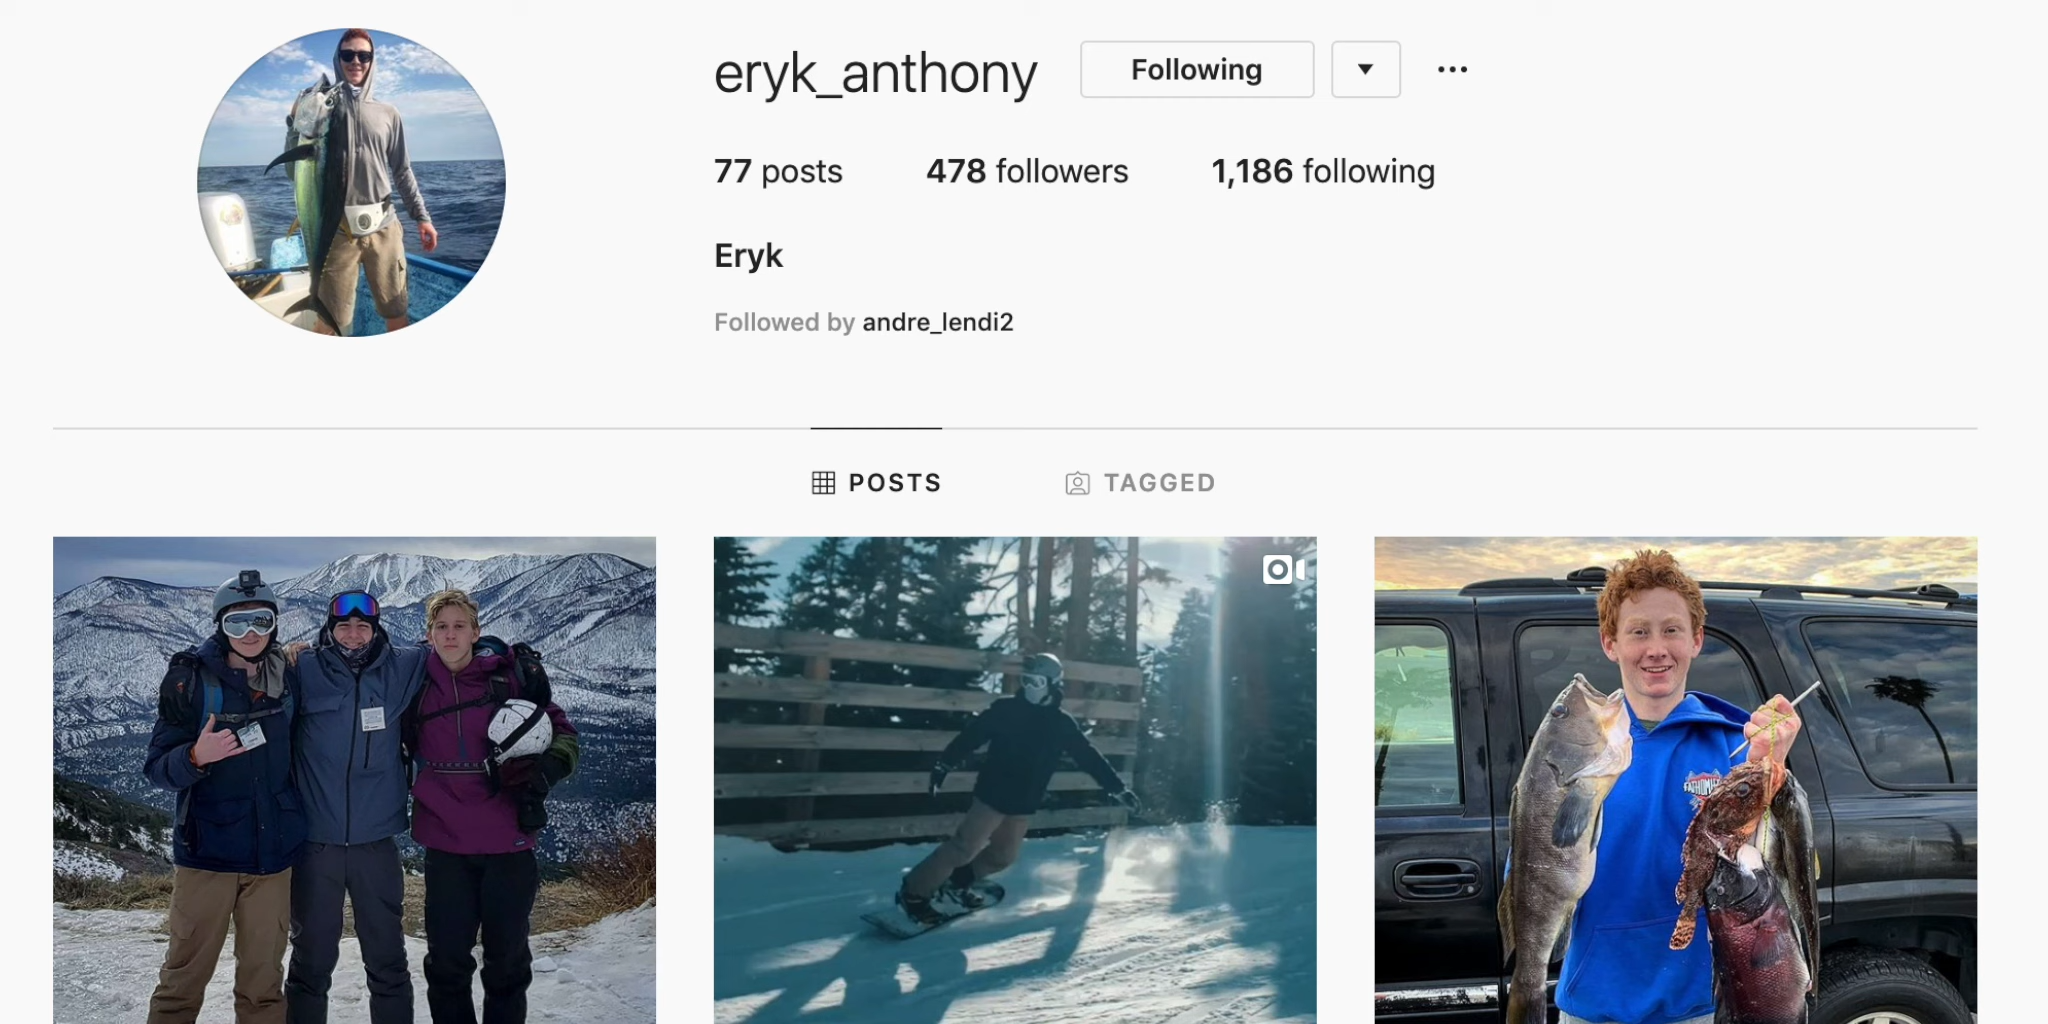 eryk_anthony
Following
77 posts 478 followers 1,186 following
Eryk
Followed by andre_lendi2
POSTS TAGGED